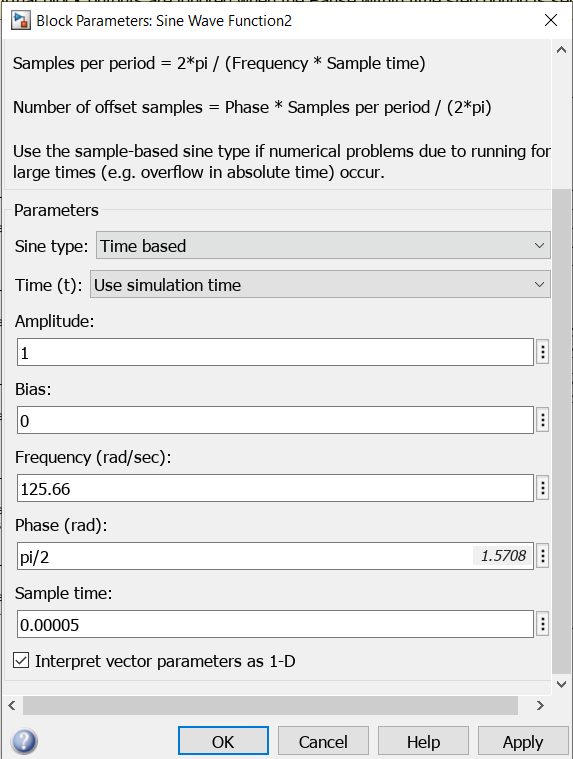 Block Parameters: Sine Wave Function2
Samples per period = 2*pi / (Frequency * Sample time)
Number of offset samples = Phase * Samples per period / (2*pi)
Use the sample-based sine type if numerical problems due to running for
large times (e.g. overflow in absolute time) occur.
Parameters
Sine type: Time based
Time (t): Use simulation time
Amplitude:
1
Bias:
0
Frequency (rad/sec):
125.66
Phase (rad):
pi/2 1.5708
Sample time:
0.00005
Interpret vector parameters as 1-D
? OK Cancel Help Apply